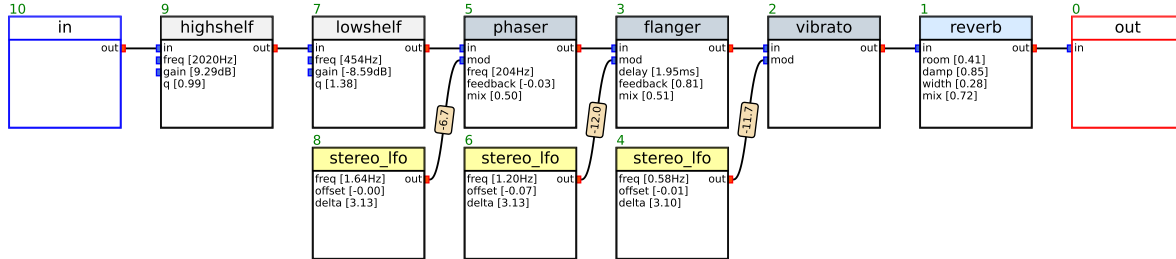 10
in
out
9
highshelf
in out
freq [2020Hz]
gain [9.29dB]
q [0.99]
7
lowshelf
in out
freq [454Hz]
gain [-8.59dB]
q [1.38]
5
phaser
in out
mod
freq [204Hz]
feedback [-0.03]
mix [0.50]
3
flanger
in out
mod
delay [1.95ms]
feedback [0.81]
mix [0.51]
2
vibrato
in out
mod
1
reverb
in out
room [0.41]
damp [0.85]
width [0.28]
mix [0.72]
0
out
in
-6.7
-12.0
-11.7
8
stereo_lfo
freq [1.64Hz] out
offset [-0.00]
delta [3.13]
6
stereo_lfo
freq [1.20Hz] out
offset [-0.07]
delta [3.13]
4
stereo_lfo
freq [0.58Hz] out
offset [-0.01]
delta [3.10]